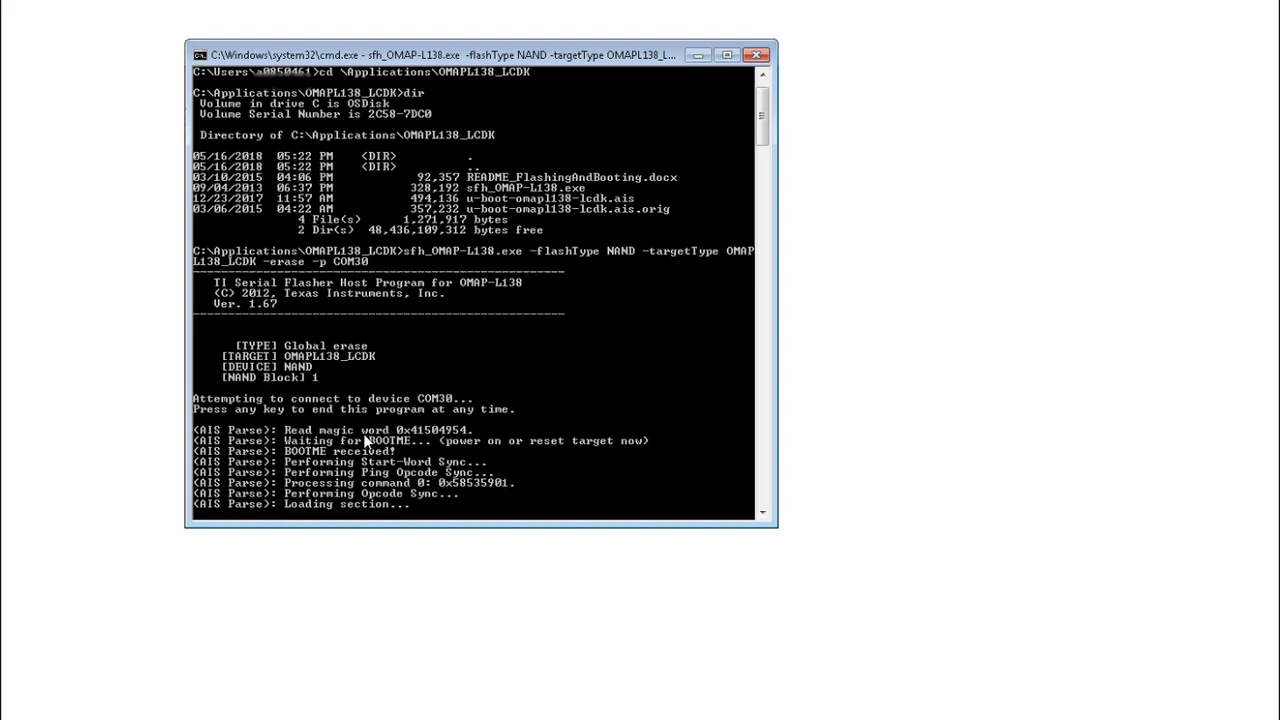 C:\Windows\system32\cmd.exe - sfh_OMAP-L138.exe -flashType NAND -targetType OMAPL138_L...
C:\Users\a0850461>cd \Applications\OMAPL138_LCDK
C:\Applications\OMAPL138_LCDK>dir
Volume in drive C is OSDisk
Volume Serial Number is 2C58-7DC0
Directory of C:\Applications\OMAPL138_LCDK
05/16/2018 05:22 PM <DIR> .
05/16/2018 05:22 PM <DIR> ..
03/10/2015 04:06 PM 92,357 README_FlashingAndBooting.docx
09/04/2013 06:37 PM 328,192 sfh_OMAP-L138.exe
12/23/2017 11:57 AM 494,136 u-boot-omapl138-lcdk.ais
03/06/2015 04:22 AM 357,232 u-boot-omapl138-lcdk.ais.orig
4 File(s) 1,271,917 bytes
2 Dir(s) 48,436,109,312 bytes free
C:\Applications\OMAPL138_LCDK>sfh_OMAP-L138.exe -flashType NAND -targetType OMAP
L138_LCDK -erase -p COM30
-----------------------------------------------------
TI Serial Flasher Host Program for OMAP-L138
(C) 2012, Texas Instruments, Inc.
Ver. 1.67
-----------------------------------------------------
[TYPE] Global erase
[TARGET] OMAPL138_LCDK
[DEVICE] NAND
[NAND Block] 1
Attempting to connect to device COM30...
Press any key to end this program at any time.
(AIS Parse): Read magic word 0x41504954.
(AIS Parse): Waiting for BOOTME... (power on or reset target now)
(AIS Parse): BOOTME received!
(AIS Parse): Performing Start-Word Sync...
(AIS Parse): Performing Ping Opcode Sync...
(AIS Parse): Processing command 0: 0x58535901.
(AIS Parse): Performing Opcode Sync...
(AIS Parse): Loading section...